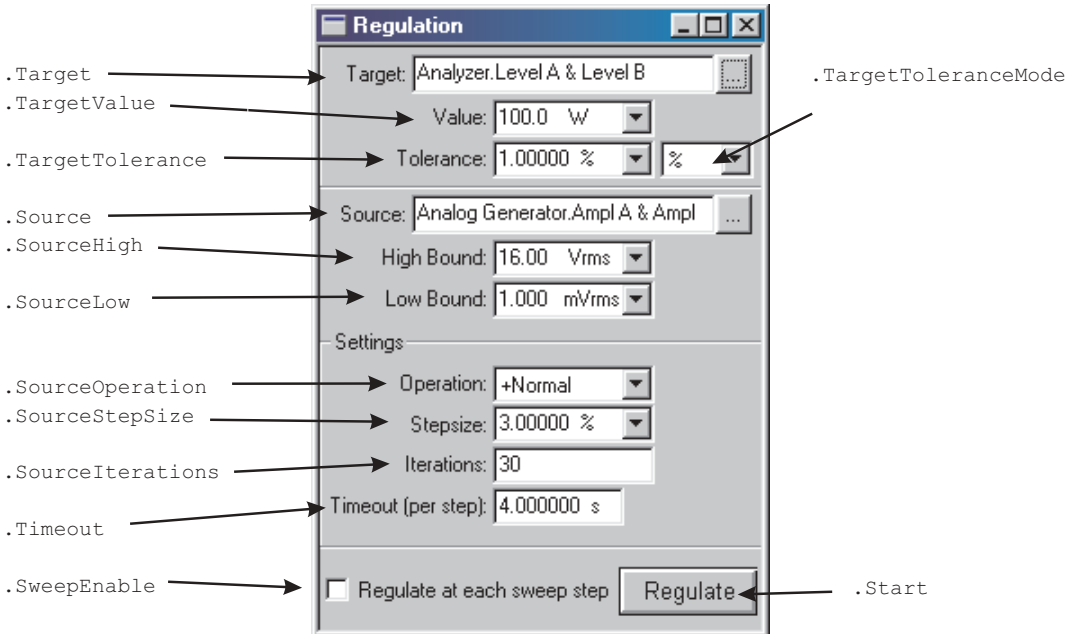 Regulation
.Target
Target: Analyzer.Level A & Level B ...
.TargetToleranceMode
.TargetValue
Value: 100.0 W
.TargetTolerance
Tolerance: 1.00000 % %
.Source
Source: Analog Generator.Ampl A & Ampl ...
.SourceHigh
High Bound: 16.00 Vrms
.SourceLow
Low Bound: 1.000 mVrms
Settings
.SourceOperation
Operation: +Normal
.SourceStepSize
Stepsize: 3.00000 %
.SourceIterations
Iterations: 30
.Timeout
Timeout (per step): 4.000000 s
.SweepEnable
Regulate at each sweep step
Regulate
.Start